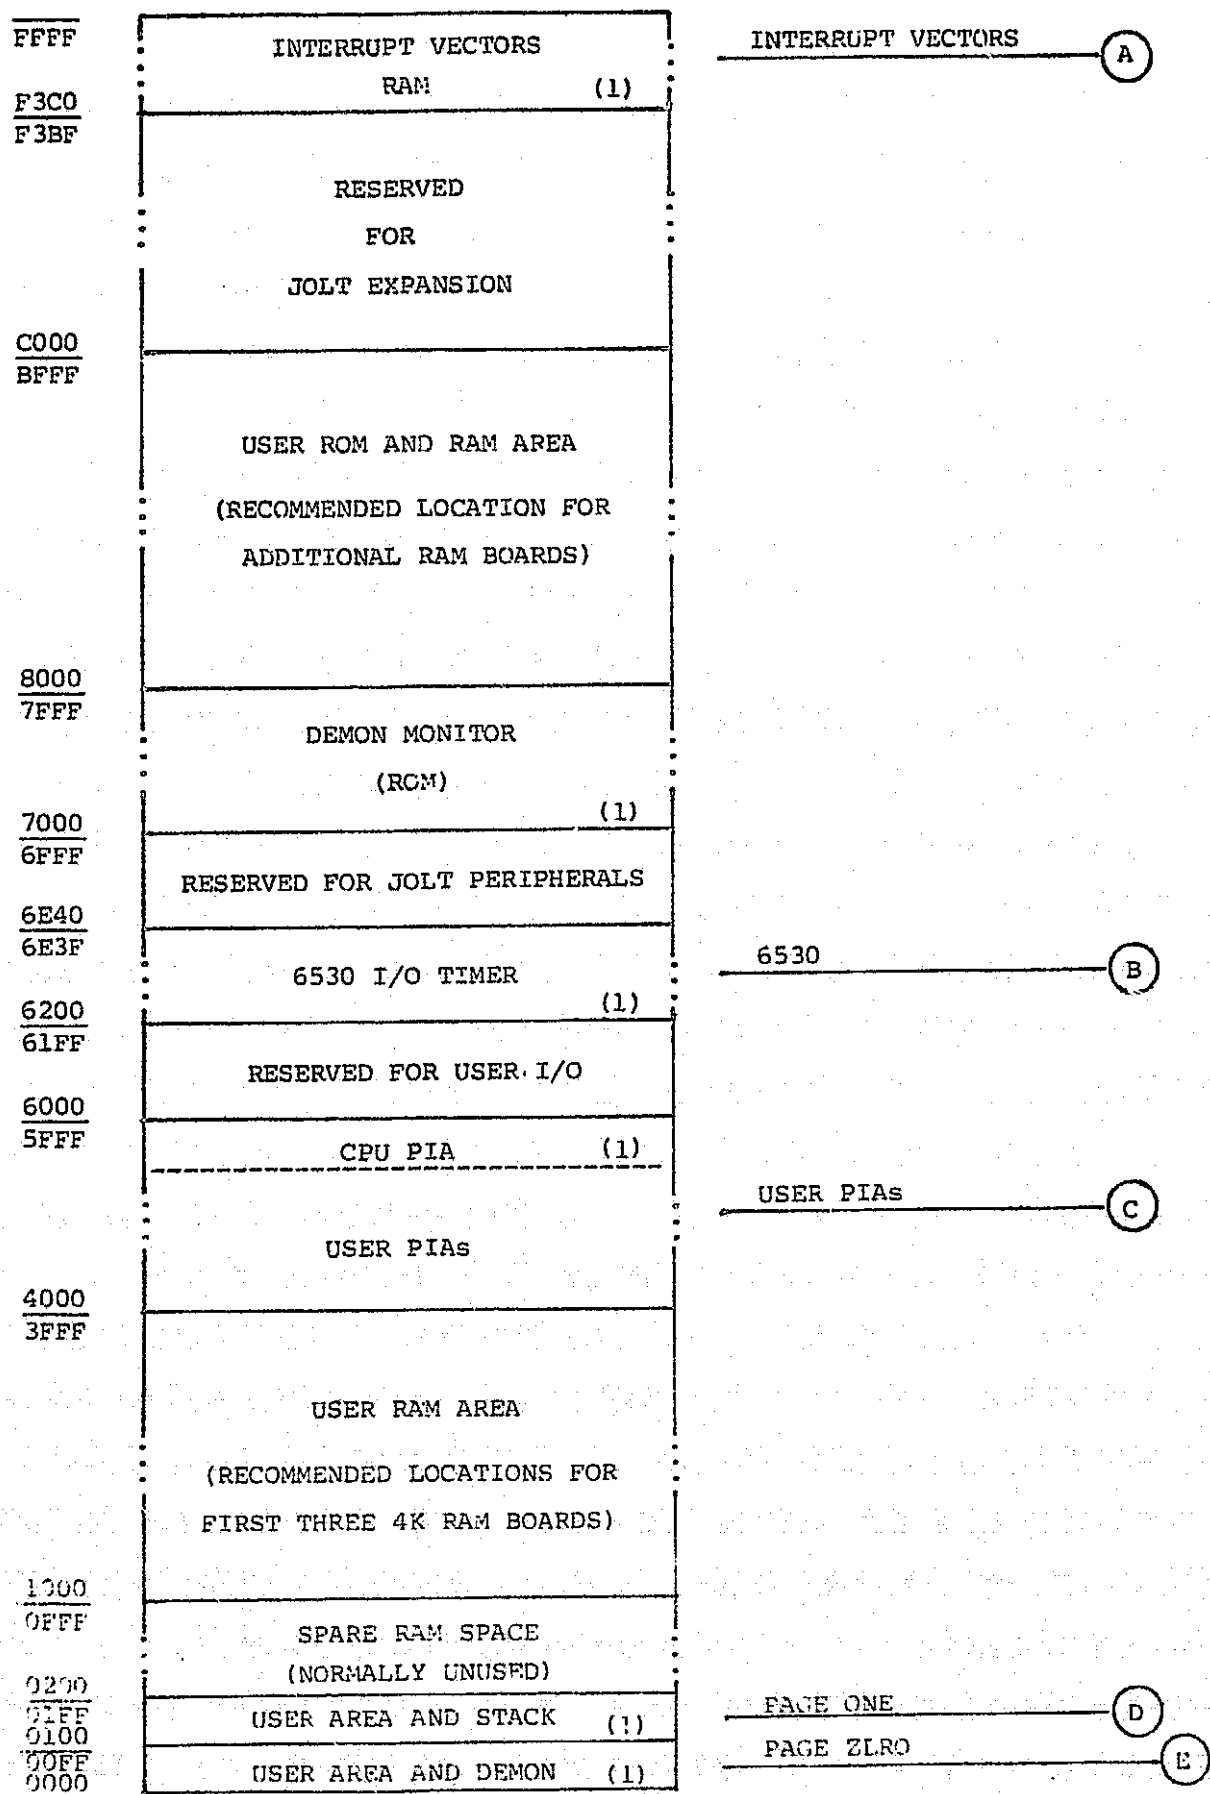 FFFF
INTERRUPT VECTORS
RAM (1)
INTERRUPT VECTORS A
F3C0
F3BF
RESERVED
FOR
JOLT EXPANSION
C000
BFFF
USER ROM AND RAM AREA
(RECOMMENDED LOCATION FOR
ADDITIONAL RAM BOARDS)
8000
7FFF
DEMON MONITOR
(ROM)
(1)
7000
6FFF
RESERVED FOR JOLT PERIPHERALS
6E40
6E3F
6530 I/O TIMER
(1)
6530 B
6200
61FF
RESERVED FOR USER I/O
6000
5FFF
CPU PIA (1)
USER PIAs C
USER PIAs
4000
3FFF
USER RAM AREA
(RECOMMENDED LOCATIONS FOR
FIRST THREE 4K RAM BOARDS)
1000
0FFF
SPARE RAM SPACE
(NORMALLY UNUSED)
0200
01FF
USER AREA AND STACK (1)
PAGE ONE D
0100
00FF
PAGE ZERO E
USER AREA AND DEMON (1)
0000